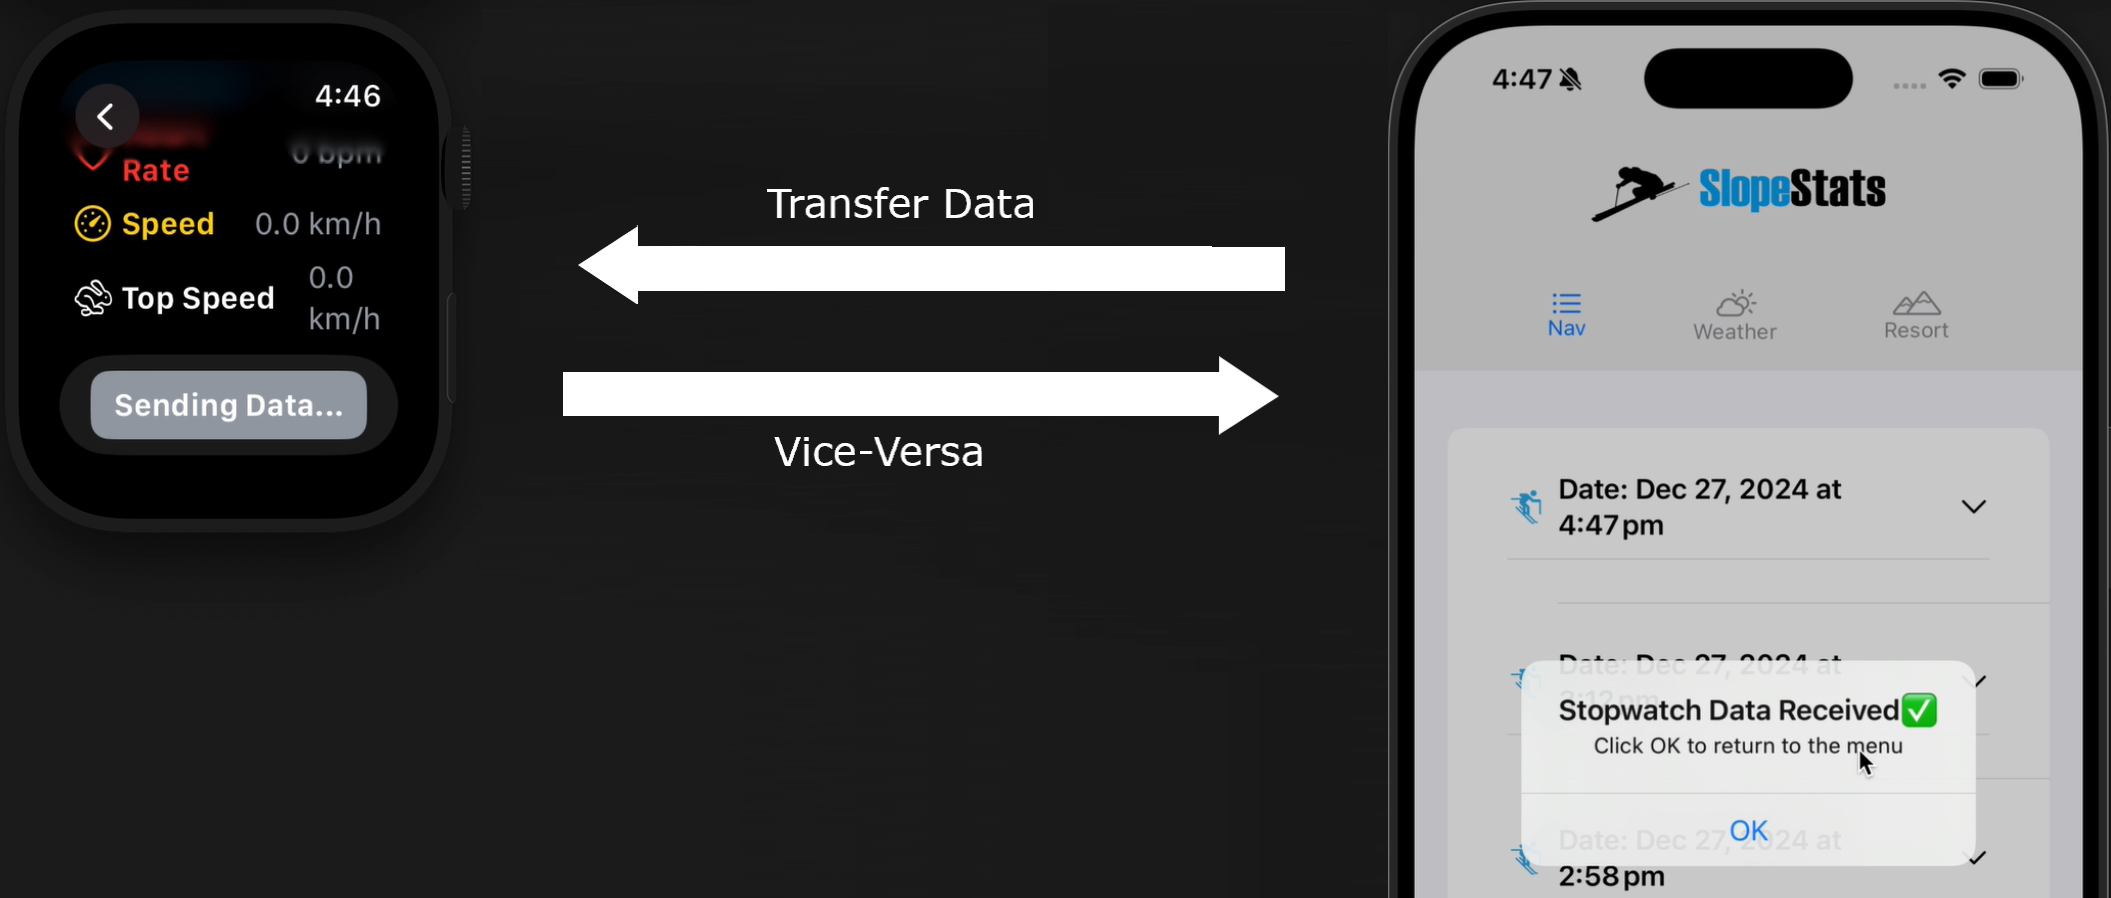 4:46
Rate
0 bpm
Speed 0.0 km/h
Top Speed 0.0
km/h
Sending Data...
Transfer Data
Vice-Versa
4:47
SlopeStats
Nav
Weather
Resort
Date: Dec 27, 2024 at
4:47 pm
Date: Dec 27, 2024 at
Stopwatch Data Received✅
Click OK to return to the menu
OK
Date: Dec 27, 2024 at
2:58 pm